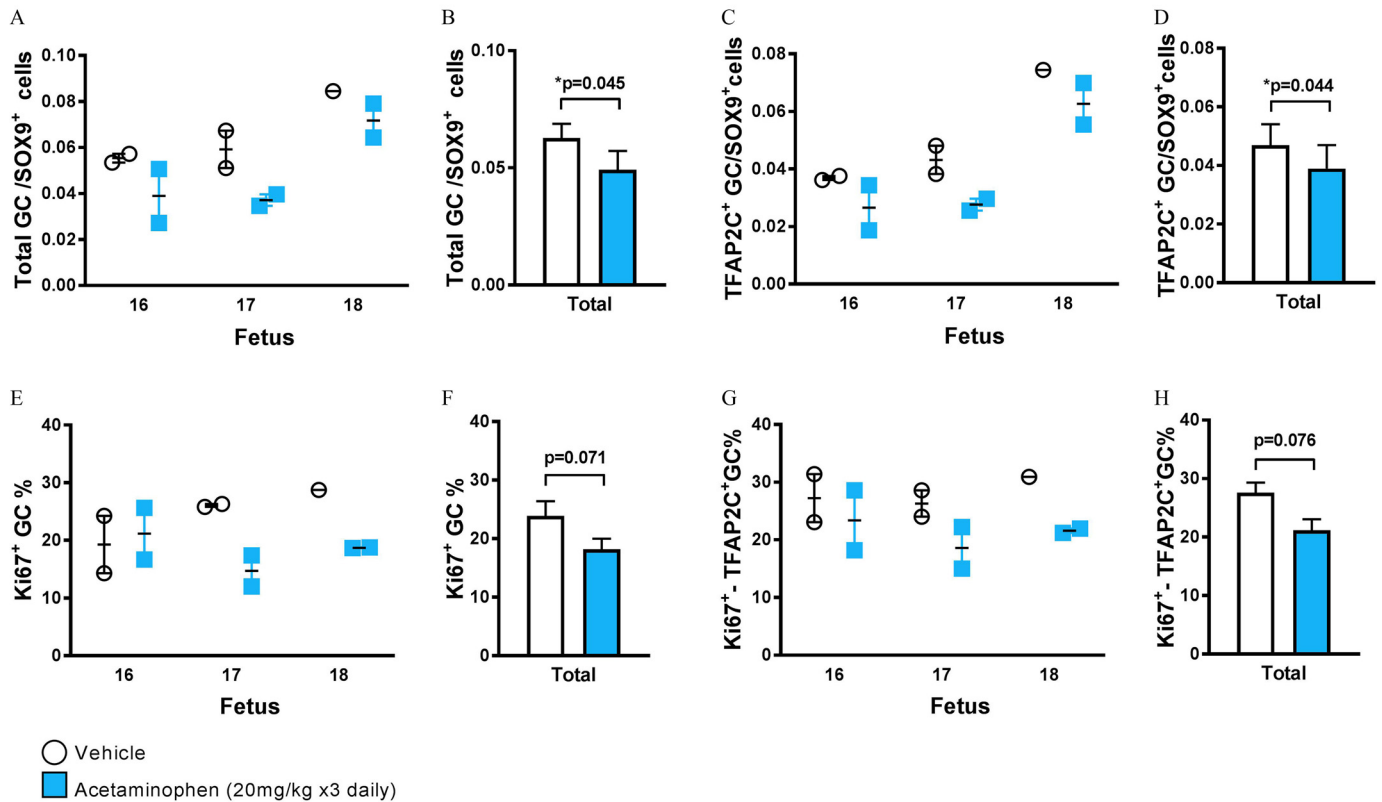 A
Total GC /SOX9⁺ cells
0.10
0.08
0.06
0.04
0.02
0.00
16 17 18
Fetus
B
Total GC /SOX9⁺ cells
0.10
0.05
0.00
*p=0.045
Total
C
TFAP2C⁺ GC/SOX9⁺cells
0.08
0.06
0.04
0.02
0.00
16 17 18
Fetus
D
TFAP2C⁺ GC/SOX9⁺cells
0.08
0.06
0.04
0.02
0.00
*p=0.044
Total
E
Ki67⁺ GC %
40
30
20
10
0
16 17 18
Fetus
F
Ki67⁺ GC %
40
30
20
10
0
p=0.071
Total
G
Ki67⁺- TFAP2C⁺GC%
40
30
20
10
0
16 17 18
Fetus
H
Ki67⁺- TFAP2C⁺GC%
40
30
20
10
0
p=0.076
Total
Vehicle
Acetaminophen (20mg/kg x3 daily)